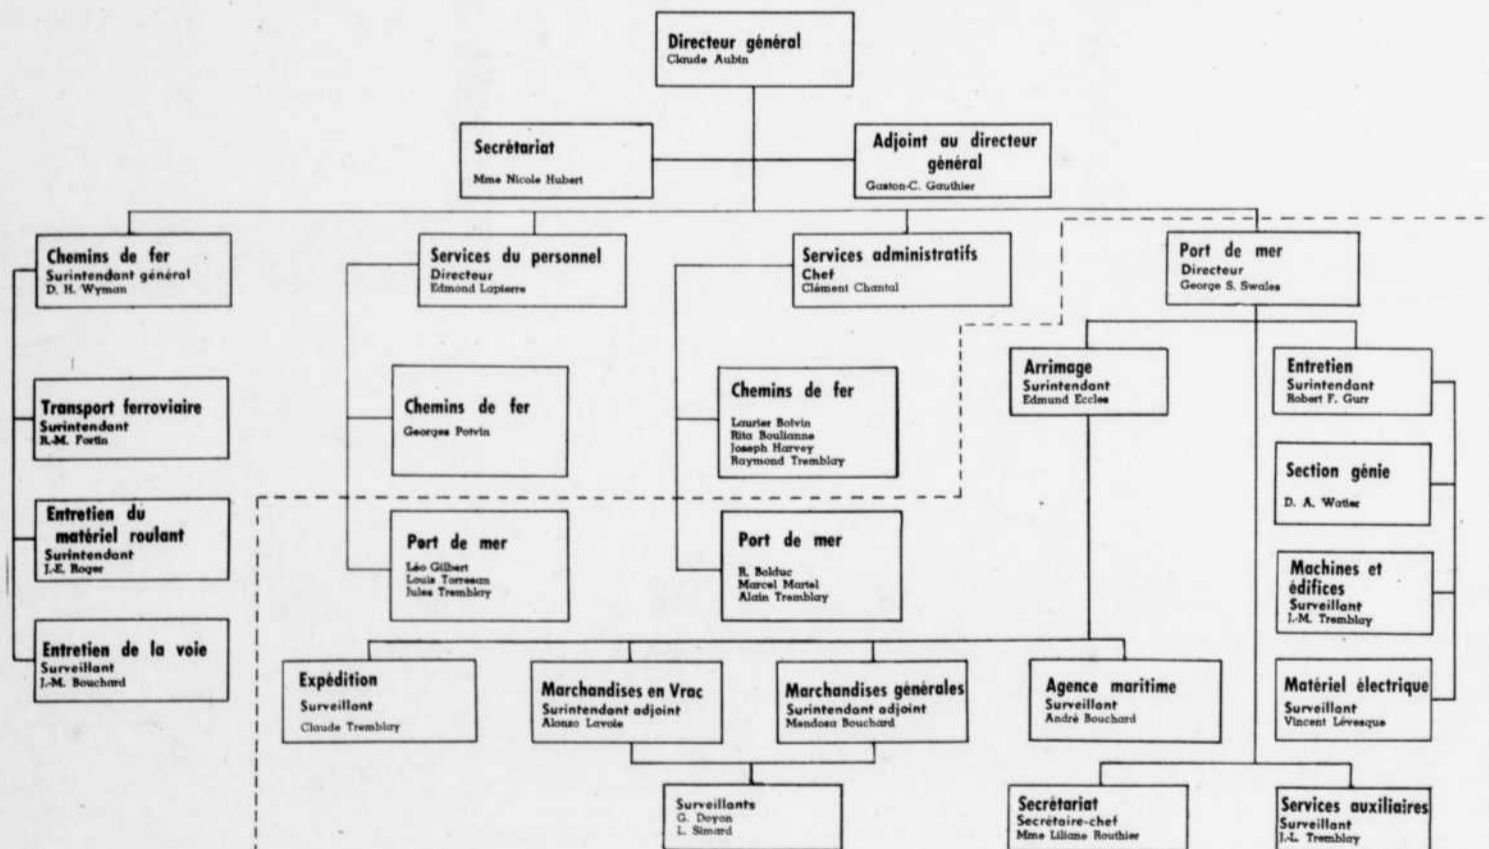 Directeur général
Claude Aubin
Secrétariat
Mme Nicole Hubert
Adjoint au directeur
général
Gaston-C. Gauthier
Chemins de fer
Surintendant général
D. H. Wyman
Services du personnel
Directeur
Edmond Lapierre
Services administratifs
Chef
Clément Chantal
Port de mer
Directeur
George S. Swales
Transport ferroviaire
Surintendant
R.-M. Fortin
Chemins de fer
Georges Potvin
Chemins de fer
Laurier Boivin
Rita Boulianne
Joseph Harvey
Raymond Tremblay
Arrimage
Surintendant
Edmund Eccles
Entretien
Surintendant
Robert F. Gurr
Section génie
D. A. Watier
Entretien du
matériel roulant
Surintendant
J.-E. Roger
Port de mer
Léo Gilbert
Louis Torresan
Jules Tremblay
Port de mer
R. Bolduc
Marcel Martel
Alain Tremblay
Machines et
édifices
Surveillant
J.-M. Tremblay
Entretien de la voie
Surveillant
J.-M. Bouchard
Expédition
Surveillant
Claude Tremblay
Marchandises en Vrac
Surintendant adjoint
Alonzo Lavoie
Marchandises générales
Surintendant adjoint
Mendosa Bouchard
Agence maritime
Surveillant
André Bouchard
Matériel électrique
Surveillant
Vincent Lévesque
Surveillants
G. Doyon
L. Simard
Secrétariat
Secrétaire-chef
Mme Liliane Routhier
Services auxiliaires
Surveillant
J.-L. Tremblay